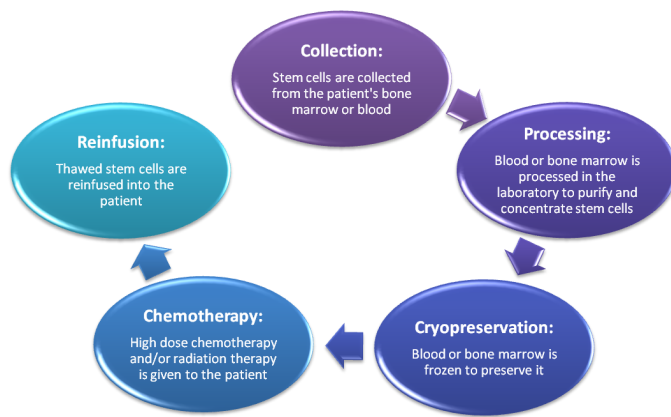 Collection:
Stem cells are collected
from the patient's bone
marrow or blood
Processing:
Blood or bone marrow is
processed in the
laboratory to purify and
concentrate stem cells
Cryopreservation:
Blood or bone marrow is
frozen to preserve it
Chemotherapy:
High dose chemotherapy
and/or radiation therapy
is given to the patient
Reinfusion:
Thawed stem cells are
reinfused into the
patient